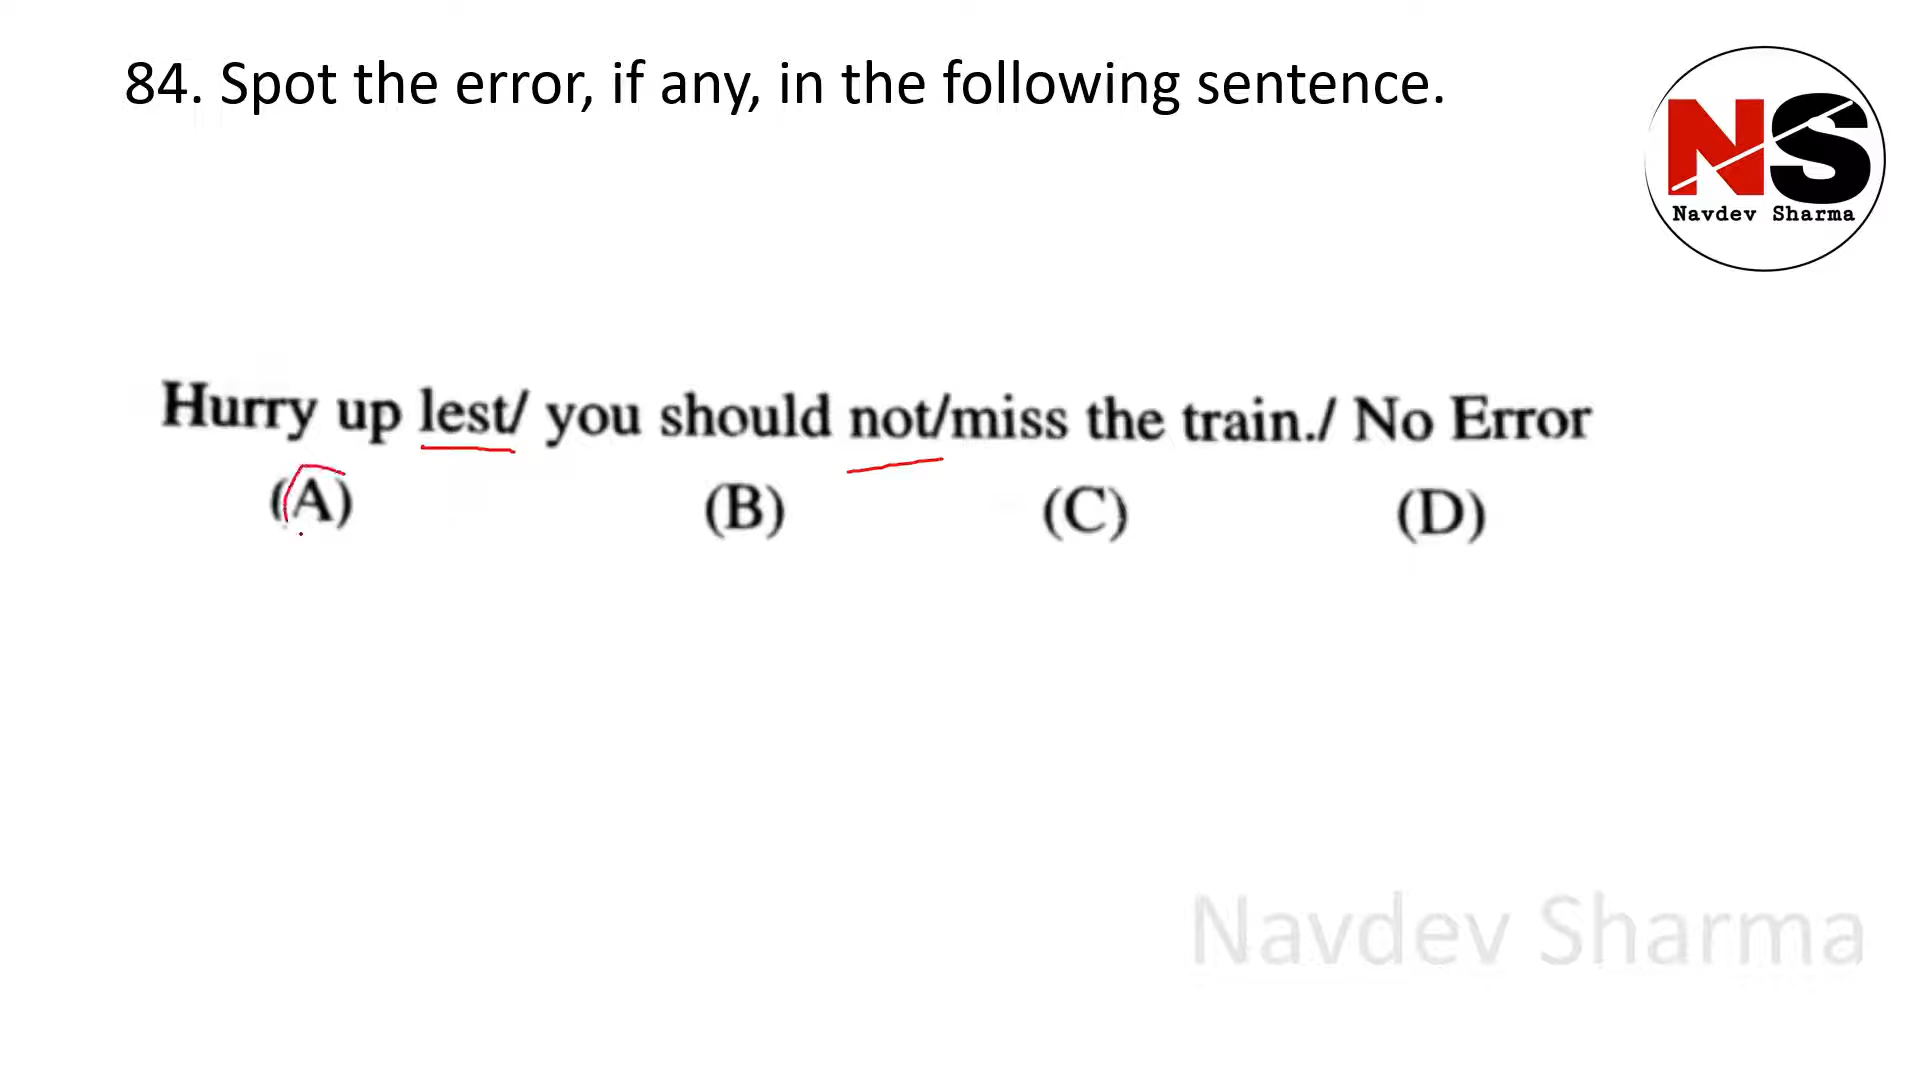 84. Spot the error, if any, in the following sentence.
NS
Navdev Sharma
Hurry up lest/ you should not/miss the train./ No Error
(A) (B) (C) (D)
Navdev Sharma